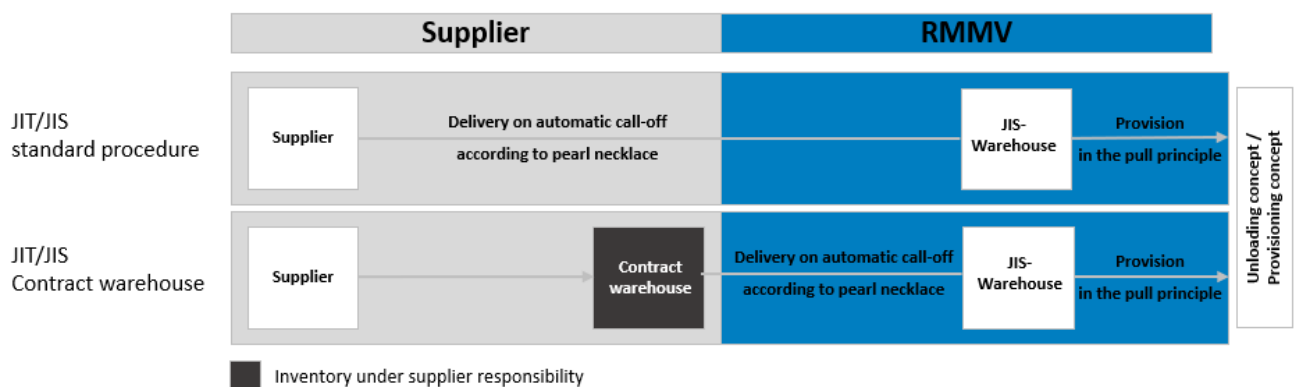 Supplier
RMMV
JIT/JIS
standard procedure
Supplier
Delivery on automatic call-off
according to pearl necklace
JIS-
Warehouse
Provision
in the pull principle
JIT/JIS
Contract warehouse
Supplier
Contract
warehouse
Delivery on automatic call-off
according to pearl necklace
JIS-
Warehouse
Provision
in the pull principle
Unloading concept /
Provisioning concept
Inventory under supplier responsibility